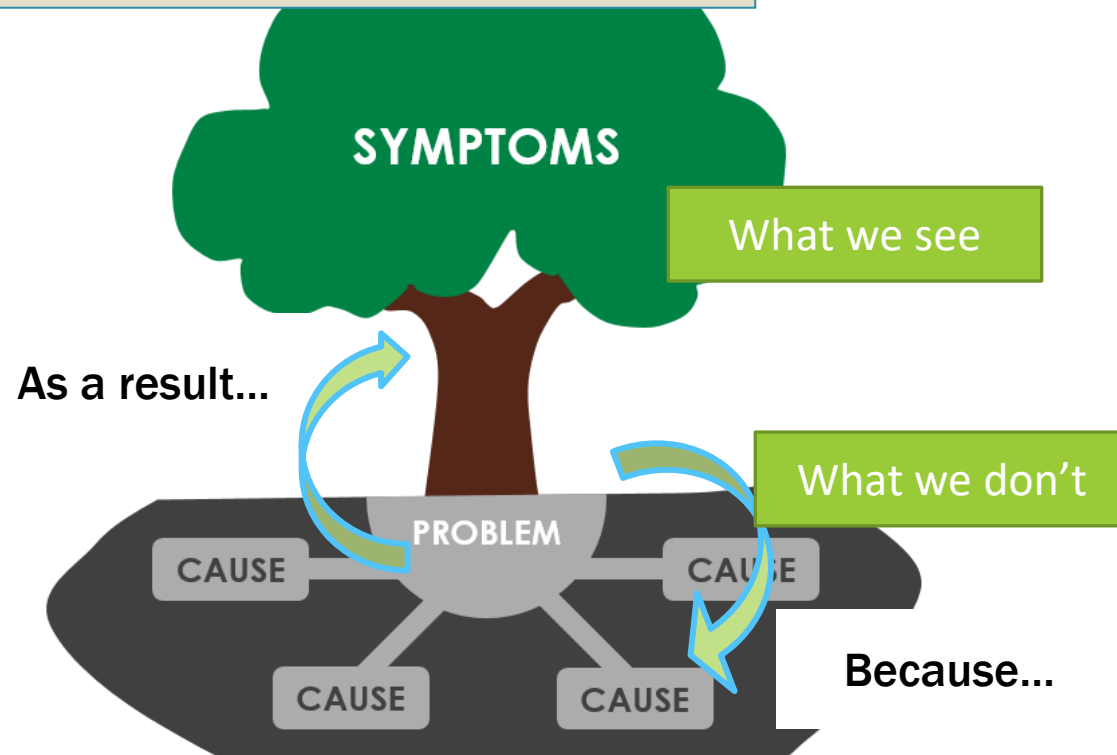 SYMPTOMS
What we see
As a result...
What we don’t
PROBLEM
CAUSE
CAUSE
Because...
CAUSE
CAUSE